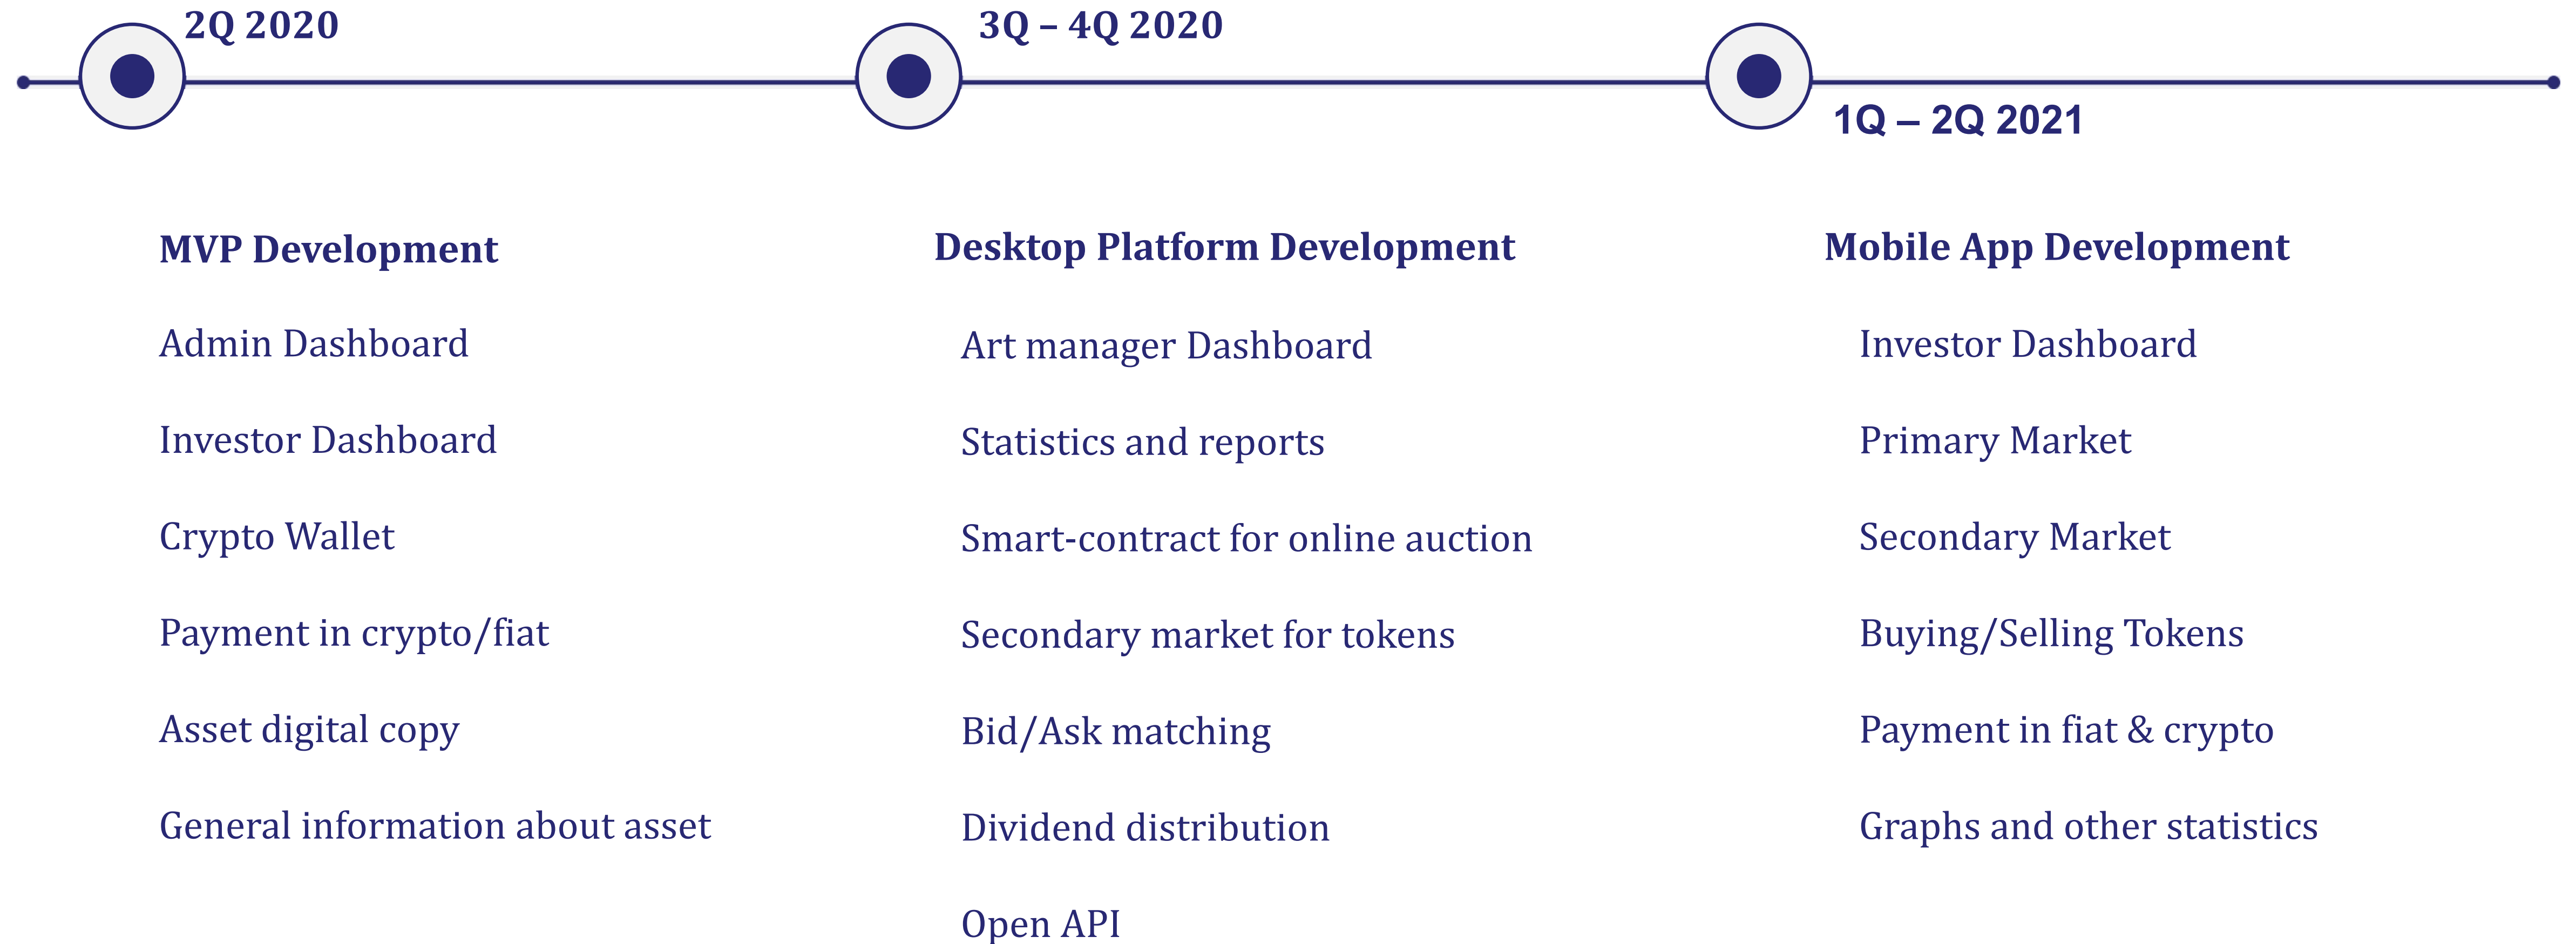 2Q 2020
3Q – 4Q 2020
1Q – 2Q 2021
MVP Development
Admin Dashboard
Investor Dashboard
Crypto Wallet
Payment in crypto/fiat
Asset digital copy
General information about asset
Desktop Platform Development
Art manager Dashboard
Statistics and reports
Smart-contract for online auction
Secondary market for tokens
Bid/Ask matching
Dividend distribution
Open API
Mobile App Development
Investor Dashboard
Primary Market
Secondary Market
Buying/Selling Tokens
Payment in fiat & crypto
Graphs and other statistics